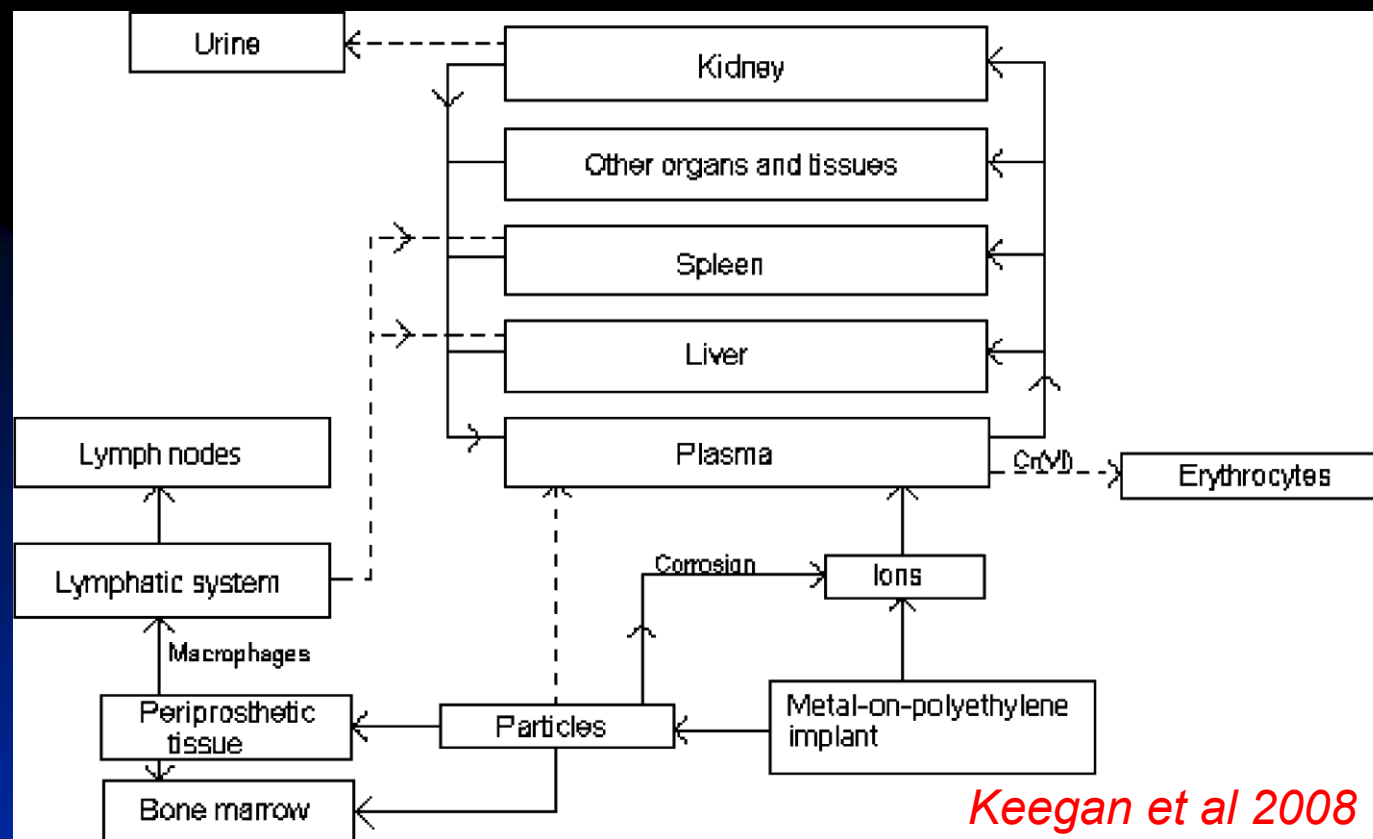 Urine
Kidney
Other organs and tissues
Spleen
Liver
Plasma
Cr(VI)
Erythrocytes
Lymph nodes
Lymphatic system
Macrophages
Corrosion
Ions
Periprosthetic
tissue
Particles
Metal-on-polyethylene
implant
Bone marrow
Keegan et al 2008